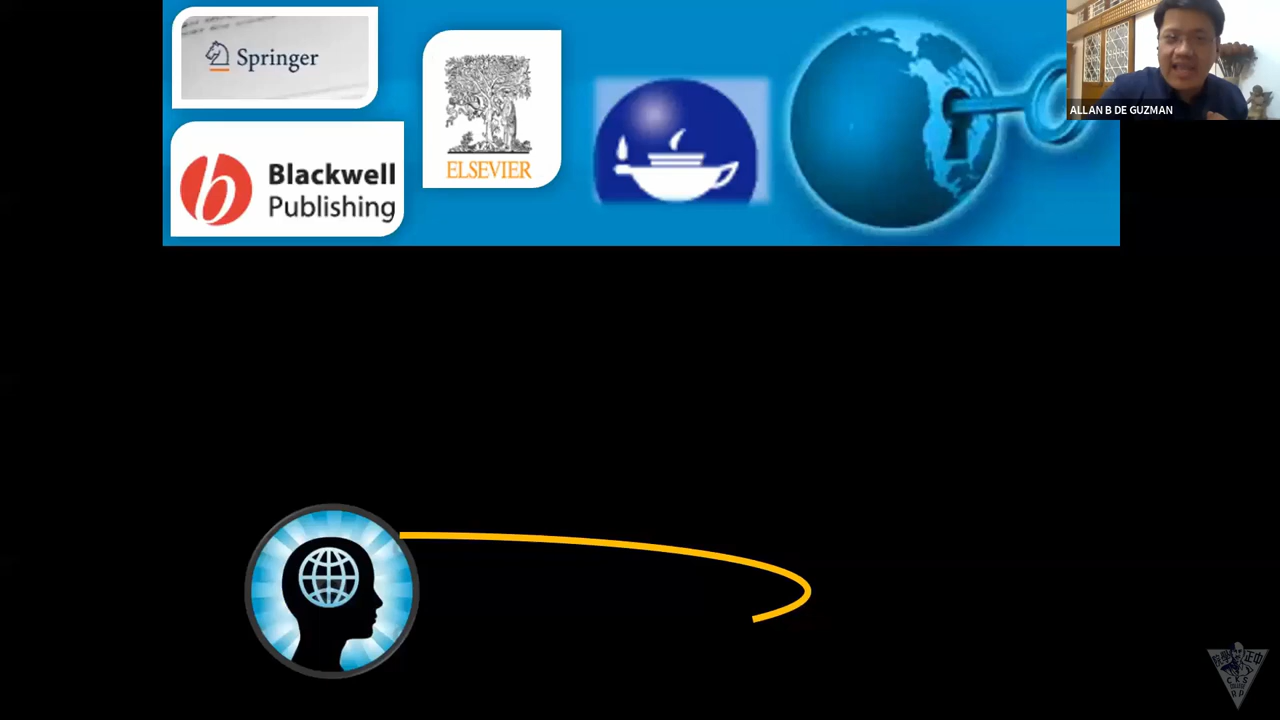 Springer
Blackwell
Publishing
ELSEVIER
ALLAN B DE GUZMAN